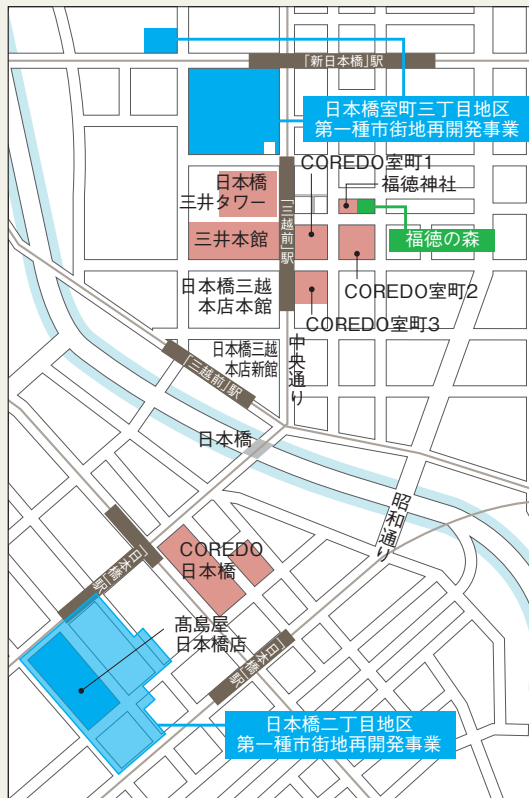 「新日本橋」駅
日本橋室町三丁目地区
第一種市街地再開発事業
COREDO室町1
日本橋
三井タワー
福徳神社
「三越前」駅
三井本館
福徳の森
日本橋三越
本店本館
COREDO室町2
COREDO室町3
日本橋三越
本店新館
中央通り
「三越前」駅
日本橋
昭和通り
「日本橋」駅
COREDO
日本橋
「日本橋」駅
髙島屋
日本橋店
「日本橋」駅
日本橋二丁目地区
第一種市街地再開発事業